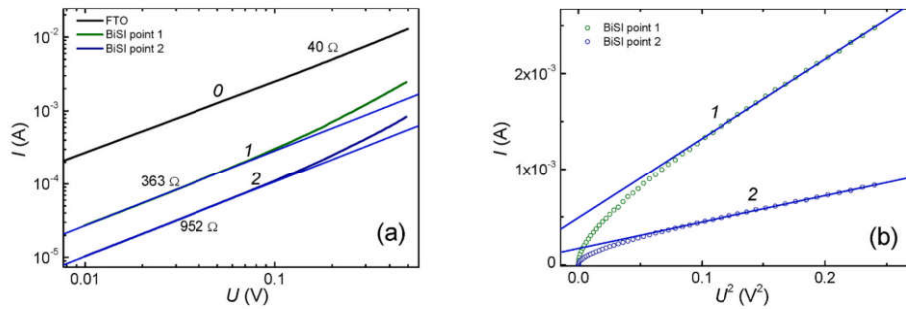 (a)
FTO
BiSI point 1
BiSI point 2
40 Ω
0
1
363 Ω
2
952 Ω
10⁻²
10⁻³
10⁻⁴
10⁻⁵
I (A)
0.01
0.1
U (V)
(b)
BiSI point 1
BiSI point 2
1
2
2x10⁻³
1x10⁻³
0
I (A)
0.0
0.1
0.2
U² (V²)